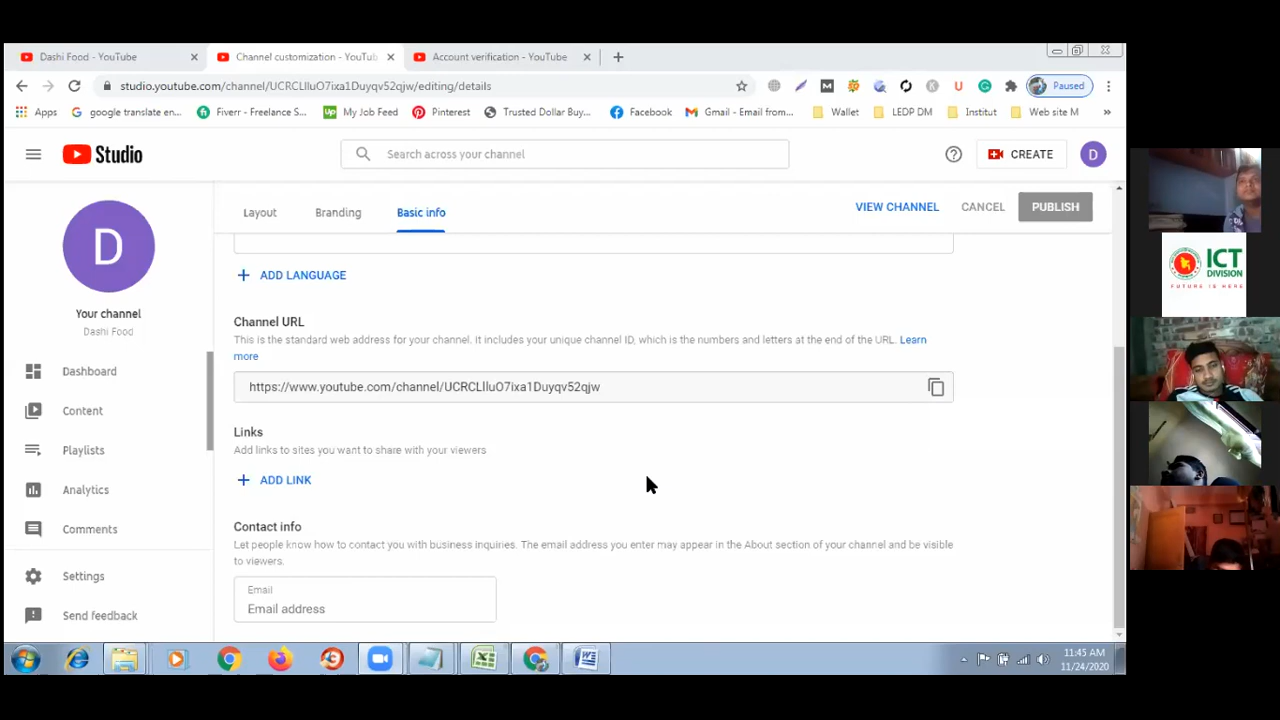 Dashi Food - YouTube
Channel customization - YouTub
Account verification - YouTube
studio.youtube.com/channel/UCRCLlluO7ixa1Duyqv52qjw/editing/details
Paused
Apps
google translate en...
Fiverr - Freelance S...
My Job Feed
Pinterest
Trusted Dollar Buy...
Facebook
Gmail - Email from...
Wallet
LEDP DM
Institut
Web site M
»
Studio
Search across your channel
CREATE
D
D
Your channel
Dashi Food
Dashboard
Content
Playlists
Analytics
Comments
Settings
Send feedback
Layout
Branding
Basic info
VIEW CHANNEL
CANCEL
PUBLISH
+ ADD LANGUAGE
Channel URL
This is the standard web address for your channel. It includes your unique channel ID, which is the numbers and letters at the end of the URL. Learn
more
https://www.youtube.com/channel/UCRCLlluO7ixa1Duyqv52qjw
Links
Add links to sites you want to share with your viewers
+ ADD LINK
Contact info
Let people know how to contact you with business inquiries. The email address you enter may appear in the About section of your channel and be visible
to viewers.
Email
Email address
11:45 AM
11/24/2020
ICT
DIVISION
FUTURE IS HERE